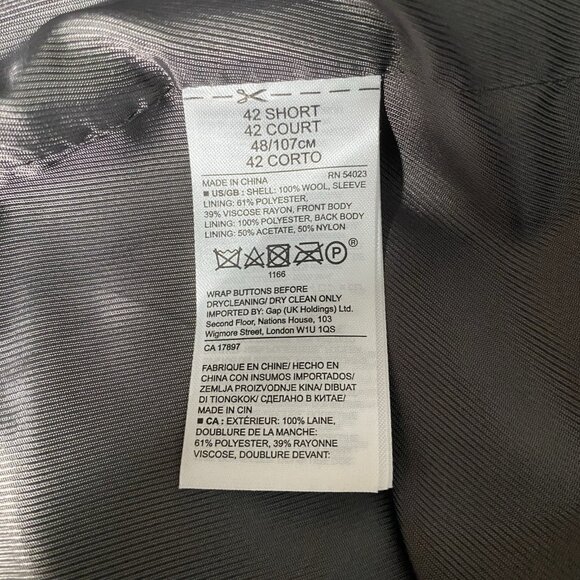 42 SHORT
42 COURT
48/107CM
42 CORTO
MADE IN CHINA RN 54023
■ US/GB : SHELL: 100% WOOL, SLEEVE
LINING: 61% POLYESTER,
39% VISCOSE RAYON, FRONT BODY
LINING: 100% POLYESTER, BACK BODY
LINING: 50% ACETATE, 50% NYLON
P®
1166
WRAP BUTTONS BEFORE
DRYCLEANING/ DRY CLEAN ONLY
IMPORTED BY: Gap (UK Holdings) Ltd.
Second Floor, Nations House, 103
Wigmore Street, London W1U 1QS
CA 17897
FABRIQUE EN CHINE/ HECHO EN
CHINA CON INSUMOS IMPORTADOS/
ZEMLJA PROIZVODNJE KINA/ DIBUAT
DI TIONGKOK/ СДЕЛАНО В КИТАЕ/
MADE IN CIN
■ CA : EXTÉRIEUR: 100% LAINE,
DOUBLURE DE LA MANCHE:
61% POLYESTER, 39% RAYONNE
VISCOSE, DOUBLURE DEVANT: